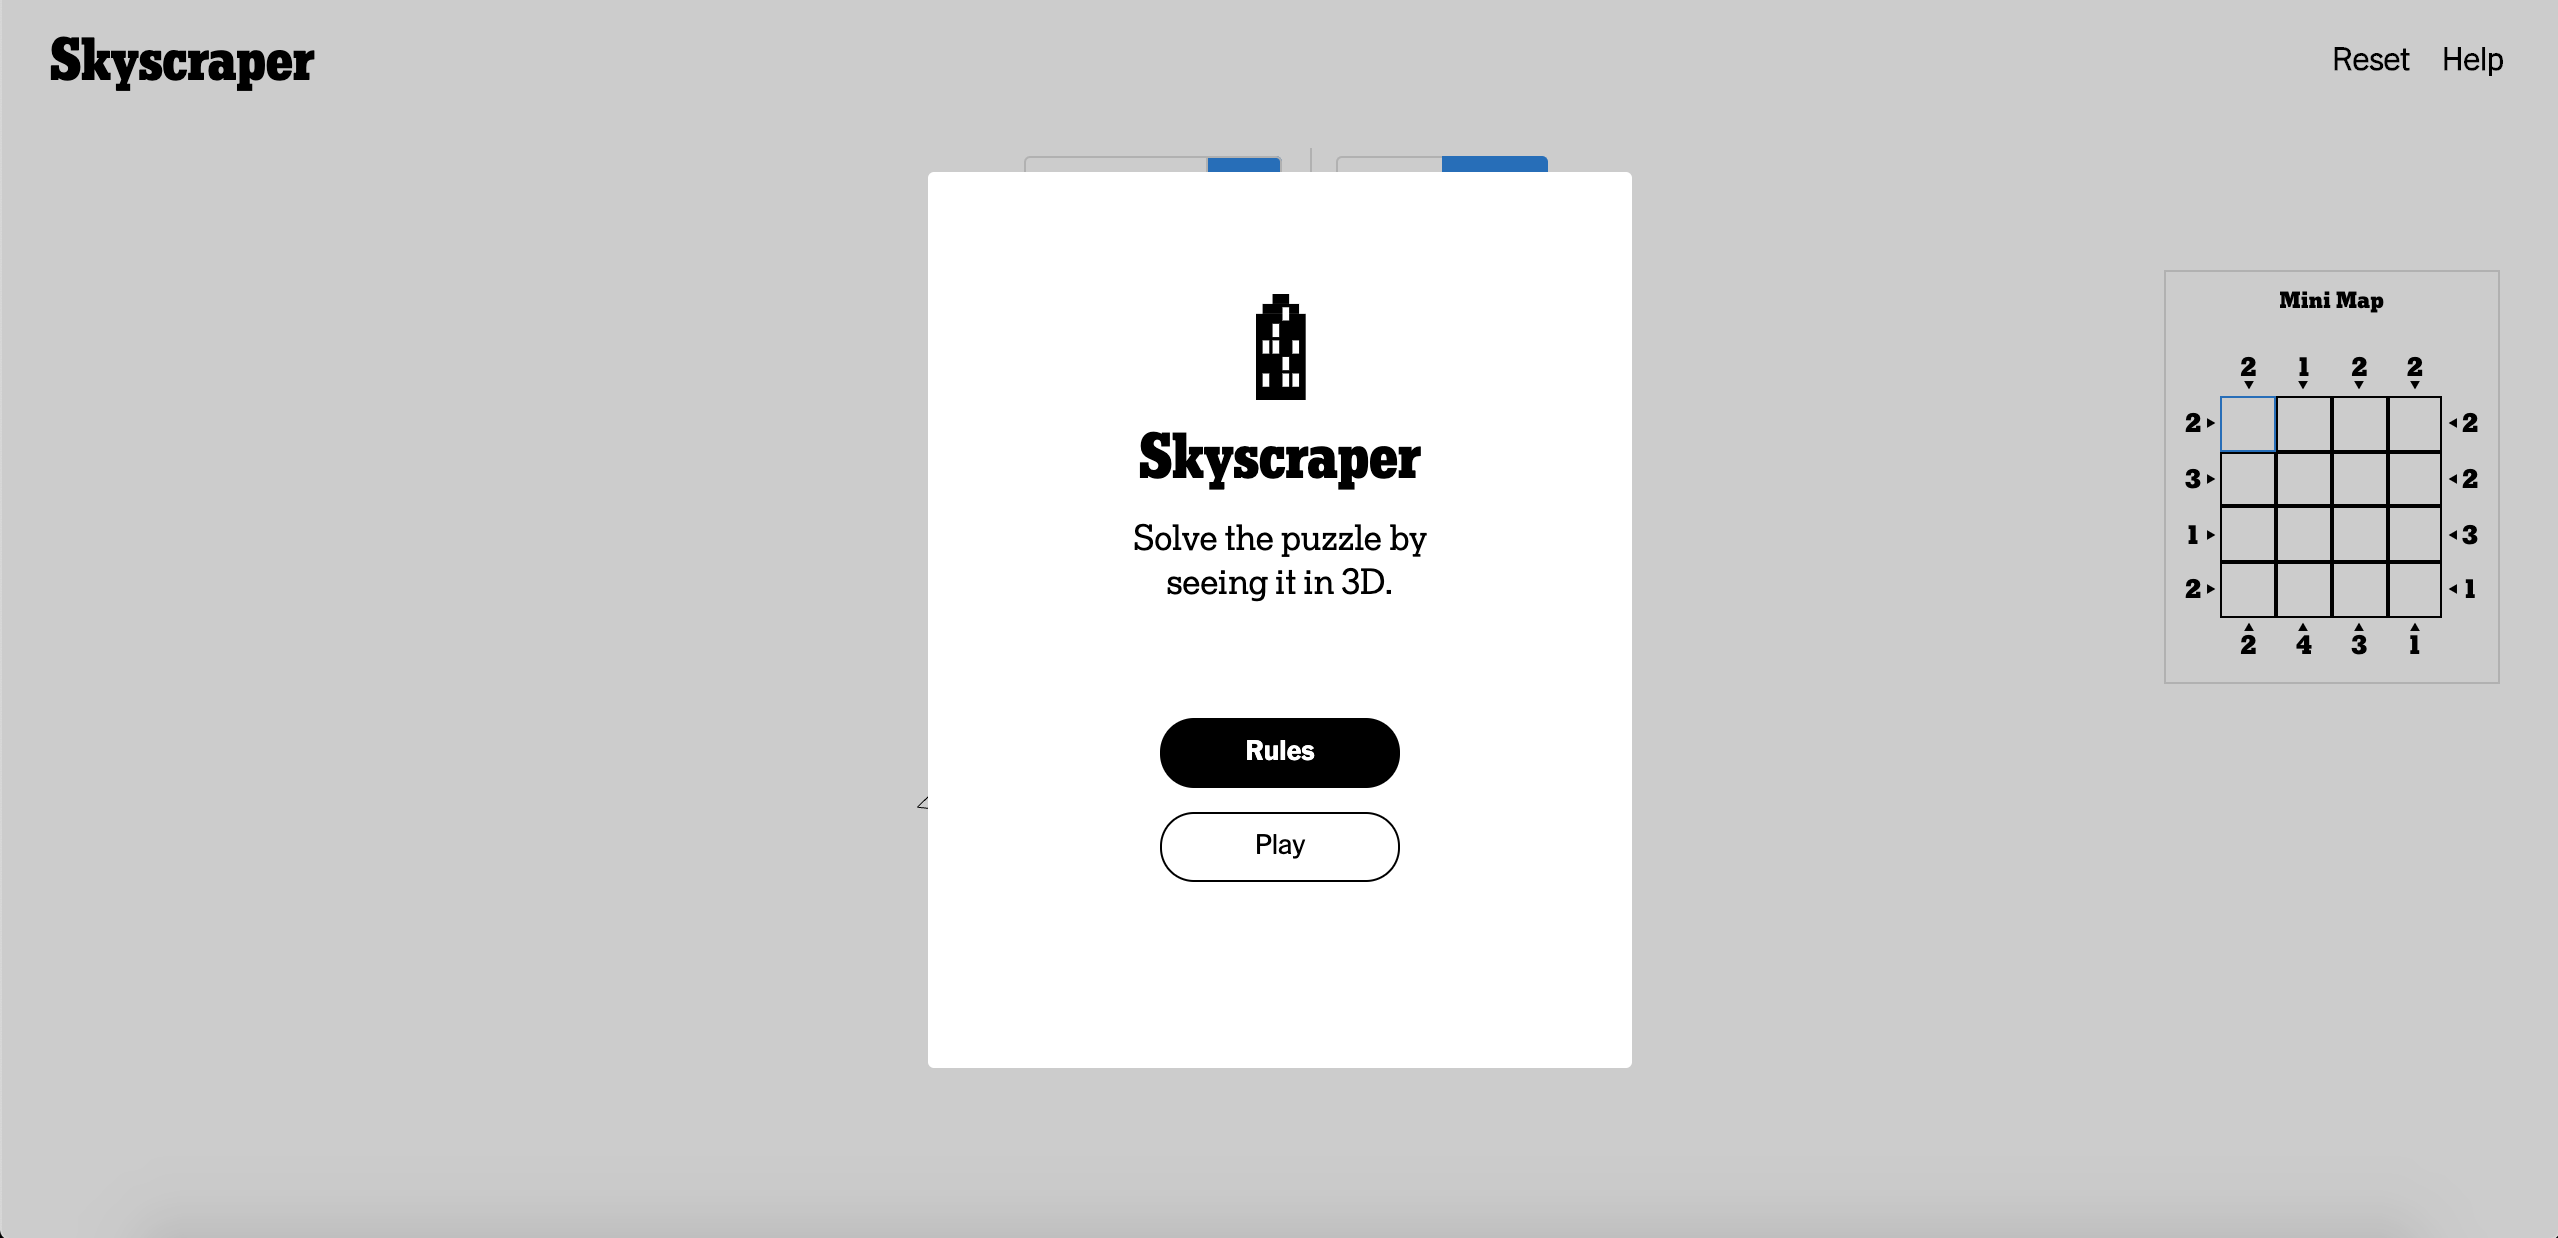 Skyscraper
Reset Help
Skyscraper
Solve the puzzle by
seeing it in 3D.
Rules
Play
Mini Map
2 1 2 2
2 2
3 2
1 3
2 1
2 4 3 1